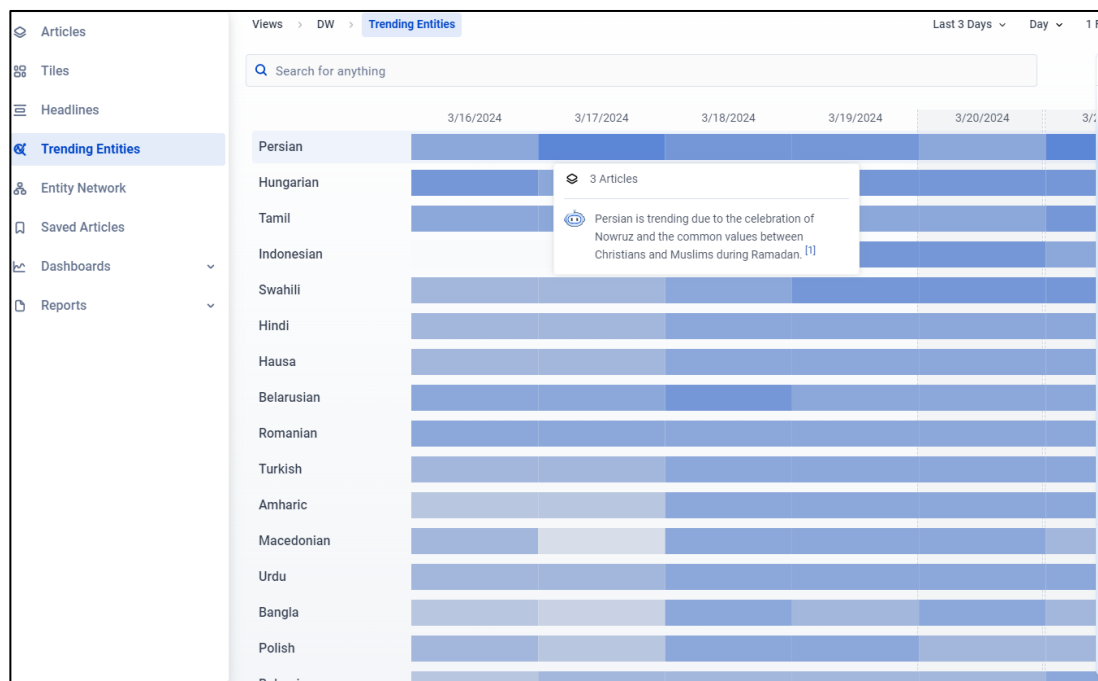 Articles
Tiles
Headlines
Trending Entities
Entity Network
Saved Articles
Dashboards
Reports
Views > DW > Trending Entities
Last 3 Days Day 1
Search for anything
3/16/2024 3/17/2024 3/18/2024 3/19/2024 3/20/2024
Persian
Hungarian
Tamil
Indonesian
Swahili
Hindi
Hausa
Belarusian
Romanian
Turkish
Amharic
Macedonian
Urdu
Bangla
Polish
3 Articles
Persian is trending due to the celebration of
Nowruz and the common values between
Christians and Muslims during Ramadan. [1]